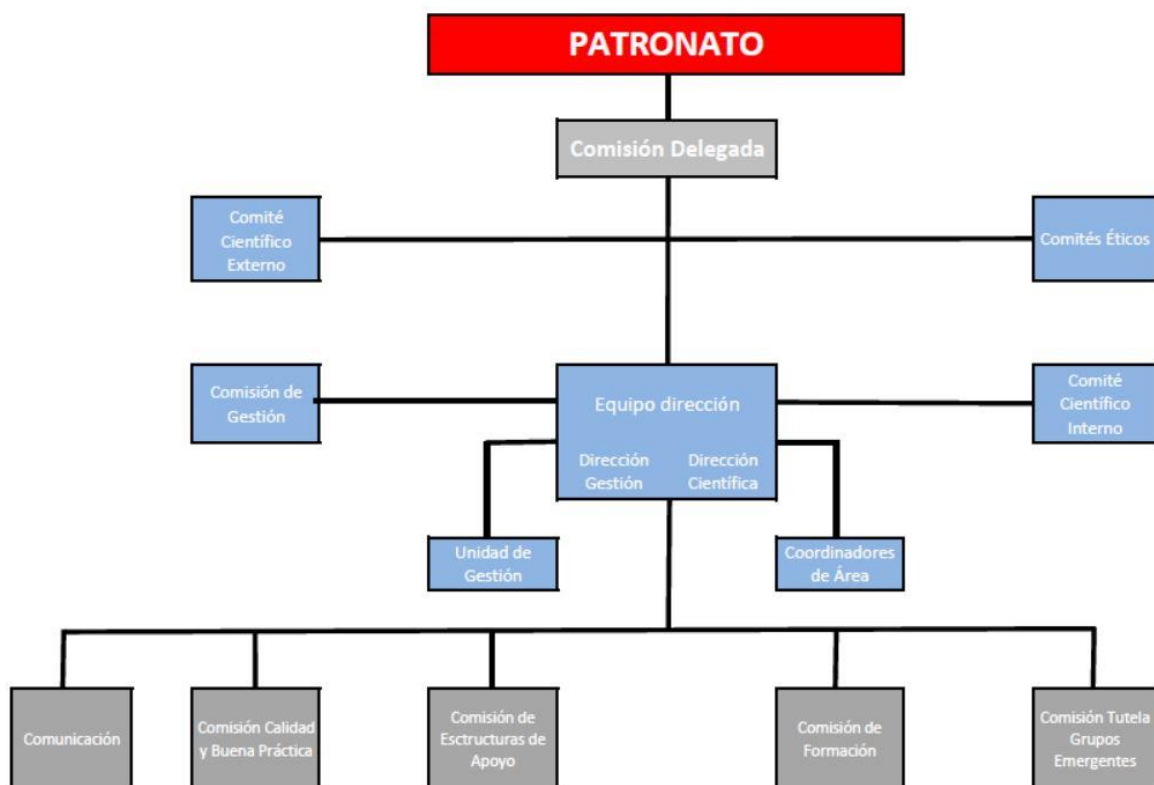 PATRONATO
Comisión Delegada
Comité
Científico
Externo
Comités Éticos
Comisión de
Gestión
Equipo dirección
Dirección
Gestión
Dirección
Científica
Comité
Científico
Interno
Unidad de
Gestión
Coordinadores
de Área
Comunicación
Comisión Calidad
y Buena Práctica
Comisión de
Esctructuras de
Apoyo
Comisión de
Formación
Comisión Tutela
Grupos
Emergentes